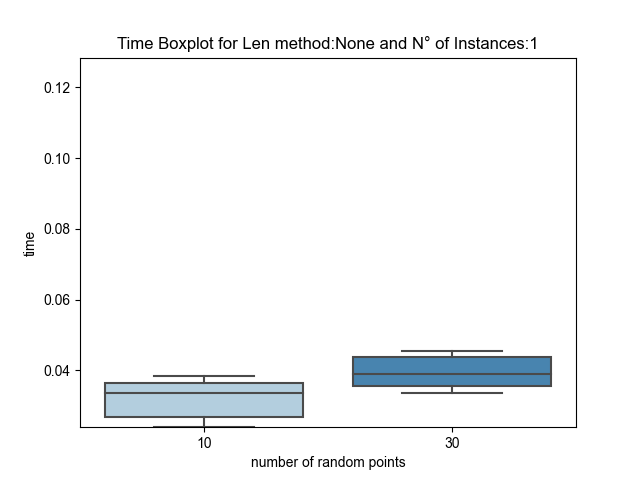 Time Boxplot for Len method:None and N° of Instances:1
0.12
0.10
0.08
0.06
0.04
time
10 30
number of random points